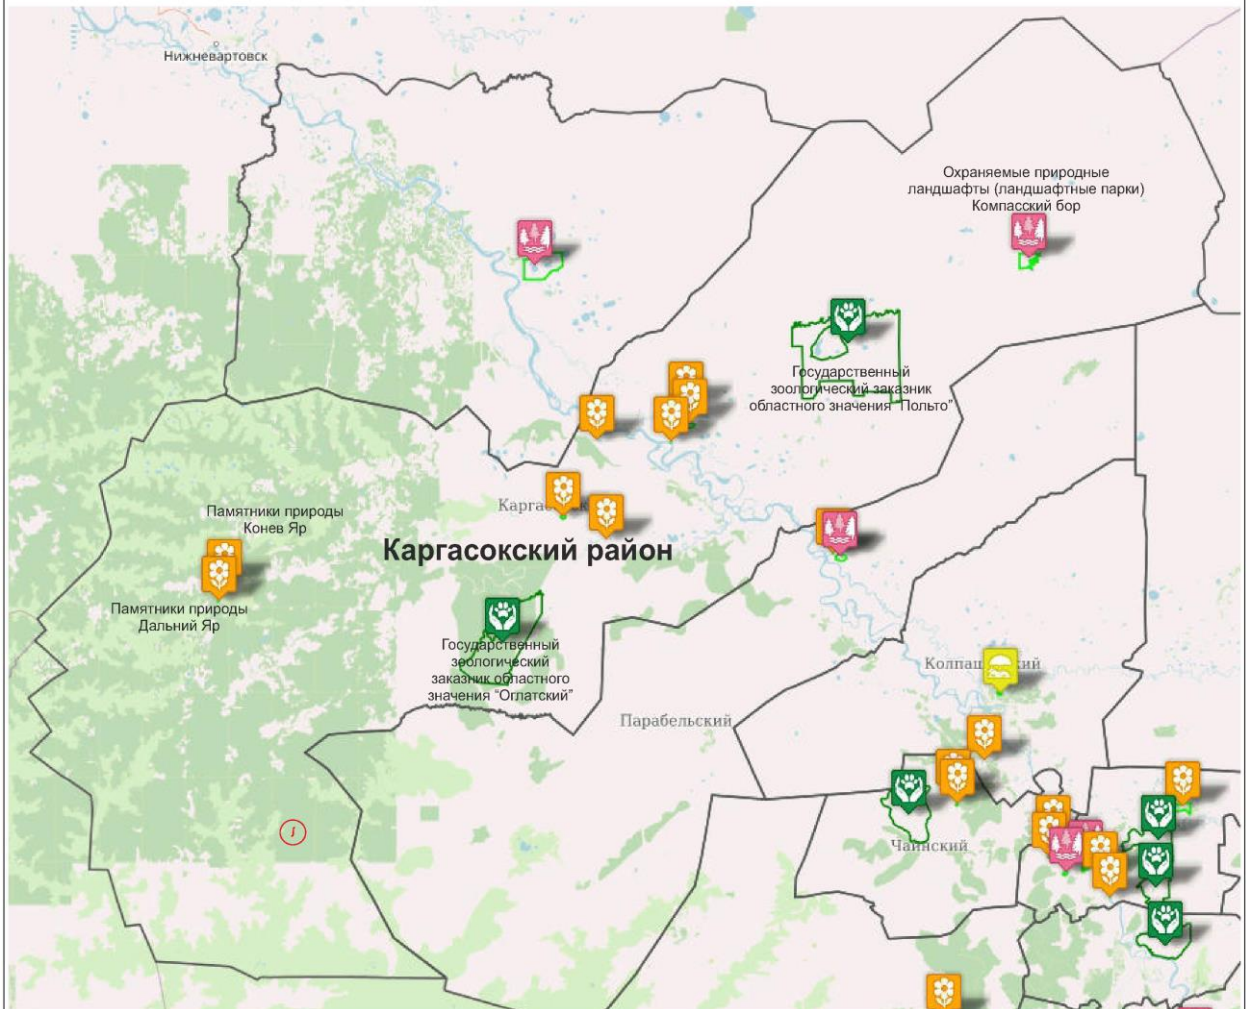 Нижневартовск
Охраняемые природные
ландшафты (ландшафтные парки)
Компасский бор
Государственный
зоологический заказник
областного значения “Польто”
Каргасокский район
Памятники природы
Конев Яр
Памятники природы
Дальний Яр
Государственный
зоологический
заказник областного
значения “Оглатский”
Парабельский
Чаинский